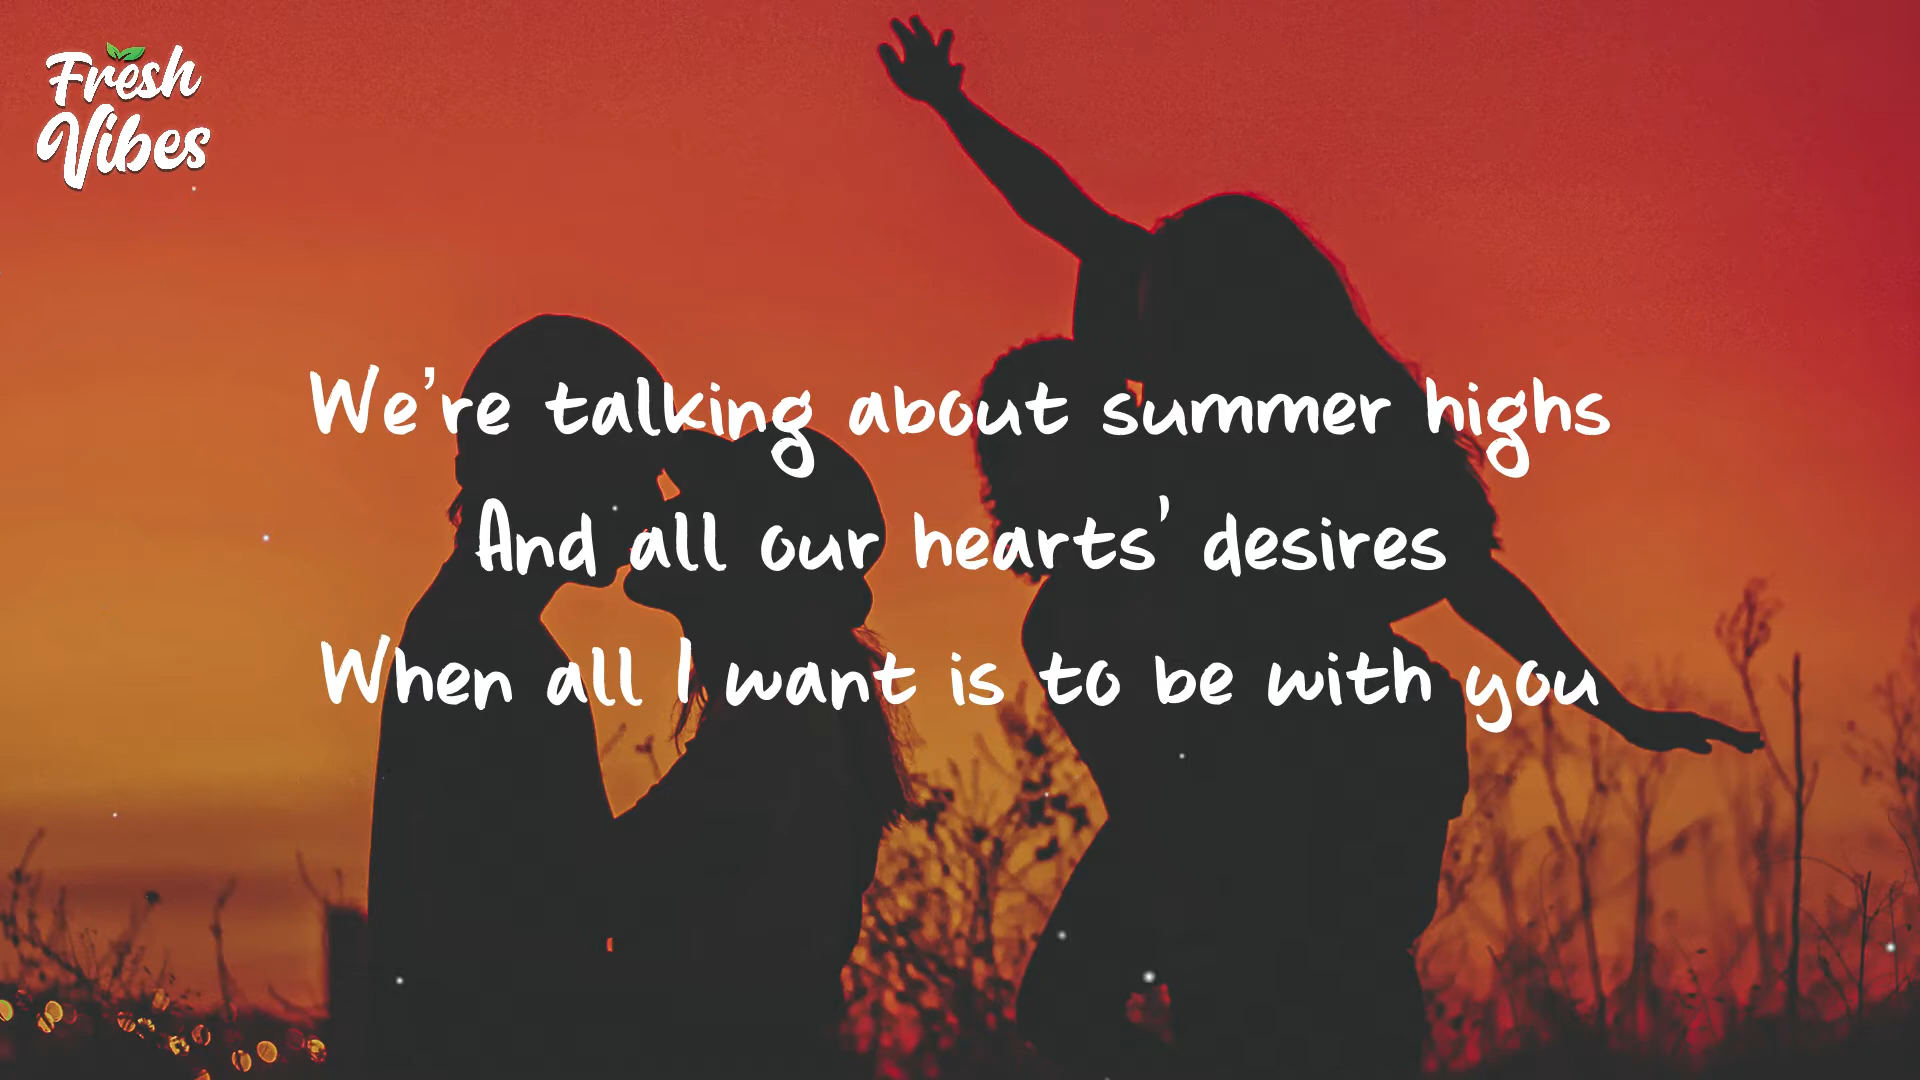 Fresh
Vibes
We're talking about summer highs
And all our hearts' desires
When all I want is to be with you